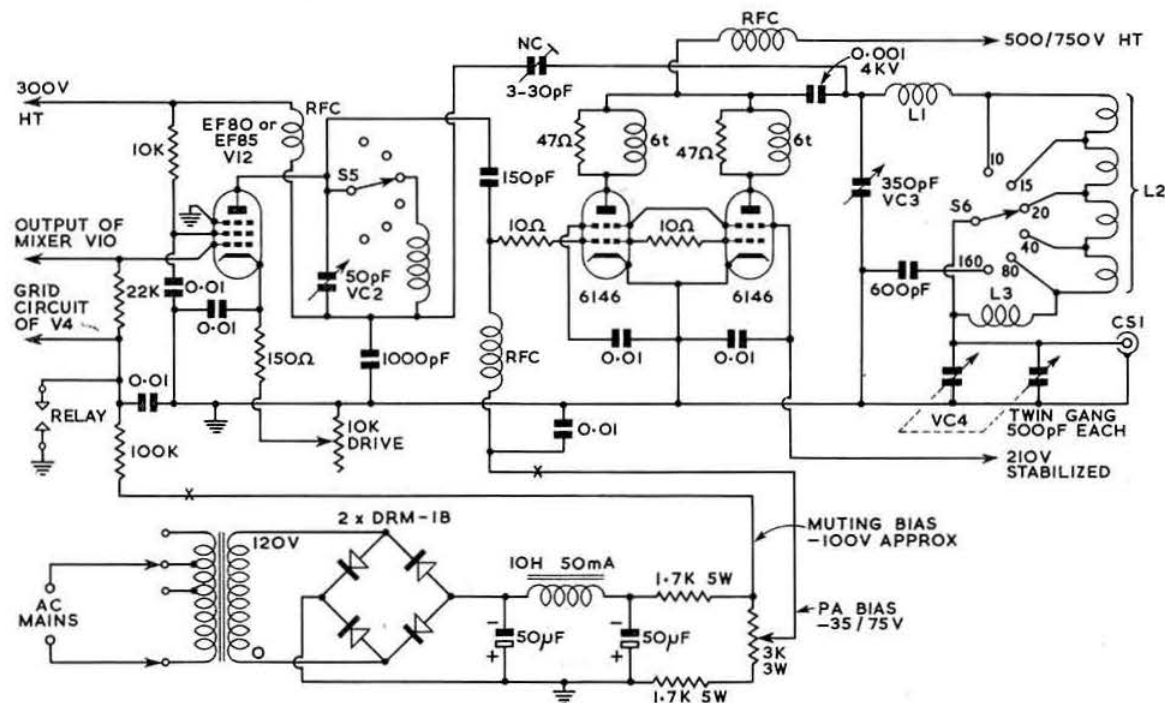 RFC
500/750V HT
NC
0·001
4KV
3-30pF
300V
HT
RFC
EF80 or
EF85
V12
10K
47Ω
6t
47Ω
6t
L1
S5
150pF
350pF
VC3
10
15
20
40
80
160
S6
L2
OUTPUT OF
MIXER V10
10Ω
10Ω
50pF
VC2
6146
6146
600pF
L3
GRID
CIRCUIT
OF V4
22K
0·01
0·01
CS1
150Ω
1000pF
RFC
0·01
0·01
0·01
RELAY
10K
DRIVE
0·01
VC4
TWIN GANG
500pF EACH
100K
X
210V
STABILIZED
X
2 x DRM-1B
MUTING BIAS
-100V APPROX
120V
10H 50mA
1·7K 5W
AC
MAINS
PA BIAS
-35/75V
-
50µF
+
-
50µF
+
3K
3W
O
1·7K 5W